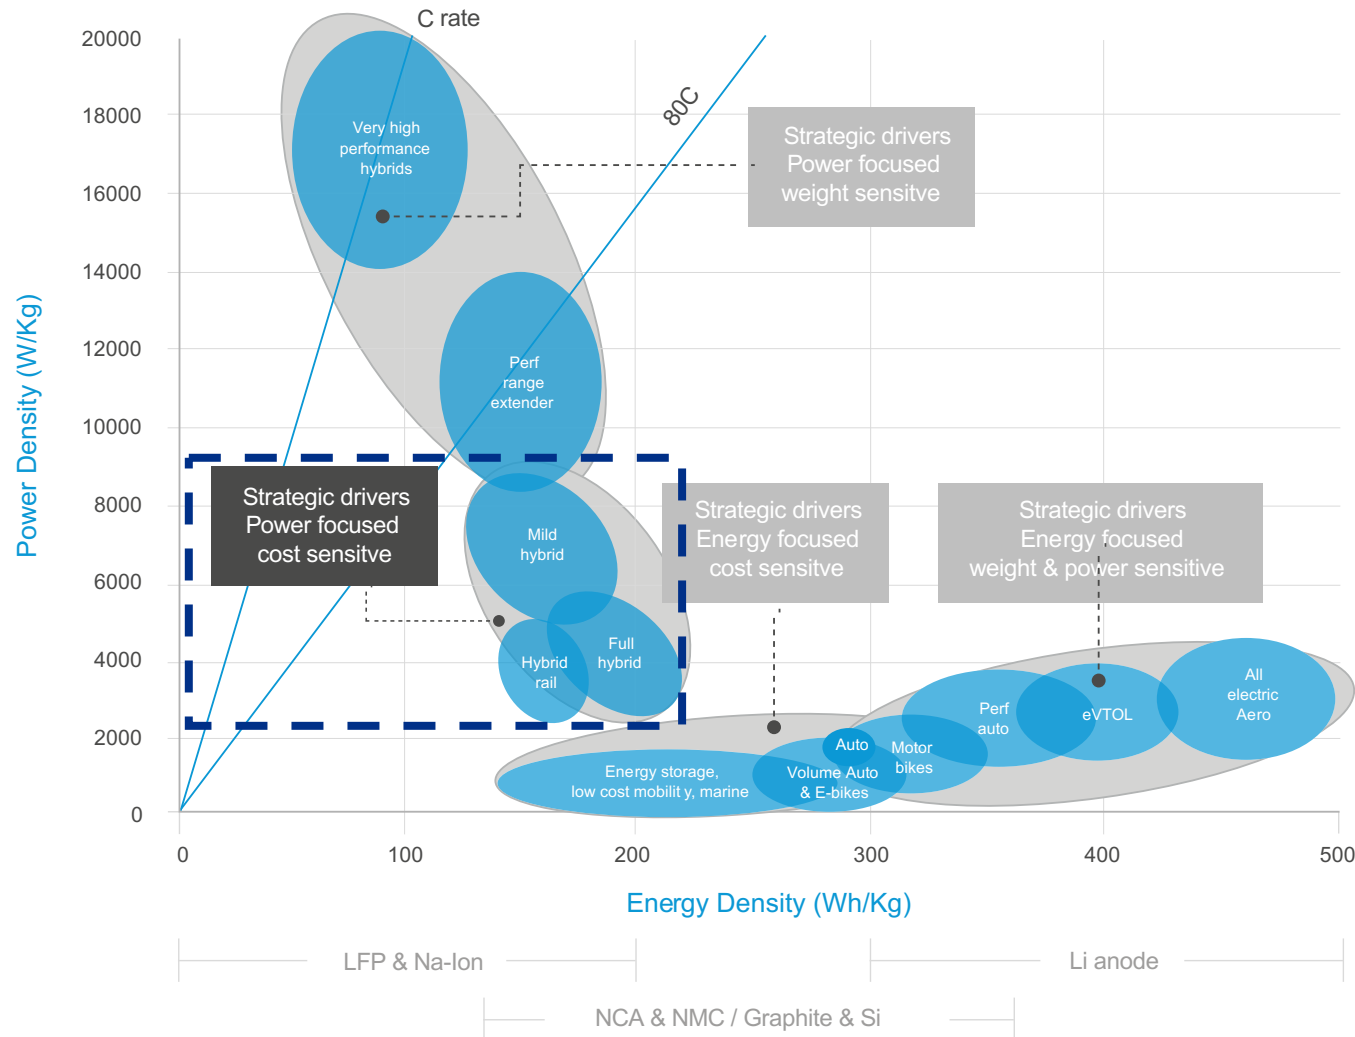 C rate
20000
18000
16000
14000
12000
10000
8000
6000
4000
2000
0
Power Density (W/Kg)
80C
Very high
performance
hybrids
Strategic drivers
Power focused
weight sensitve
Perf
range
extender
Strategic drivers
Power focused
cost sensitve
Mild
hybrid
Full
hybrid
Hybrid
rail
Strategic drivers
Energy focused
cost sensitve
Strategic drivers
Energy focused
weight & power sensitive
All
electric
Aero
Perf
auto
eVTOL
Auto
Motor
bikes
Energy storage,
low cost mobilit y, marine
Volume Auto
& E-bikes
0
100
200
300
400
500
Energy Density (Wh/Kg)
LFP & Na-Ion
Li anode
NCA & NMC / Graphite & Si